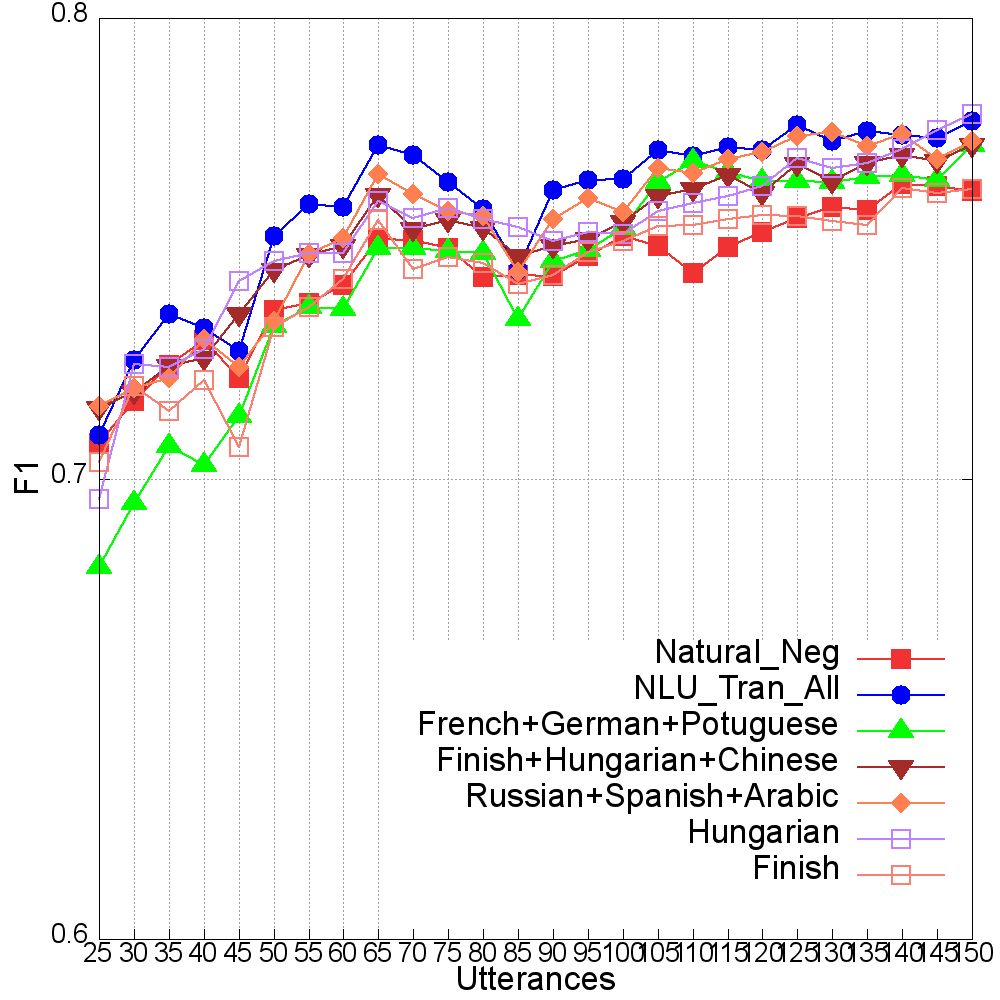 0.8
F1
0.7
Natural_Neg
NLU_Tran_All
French+German+Potuguese
Finish+Hungarian+Chinese
Russian+Spanish+Arabic
Hungarian
Finish
0.6
25 30 35 40 45 50 55 60 65 70 75 80 85 90 95 100 105 110 115 120 125 130 135 140 145 150
Utterances